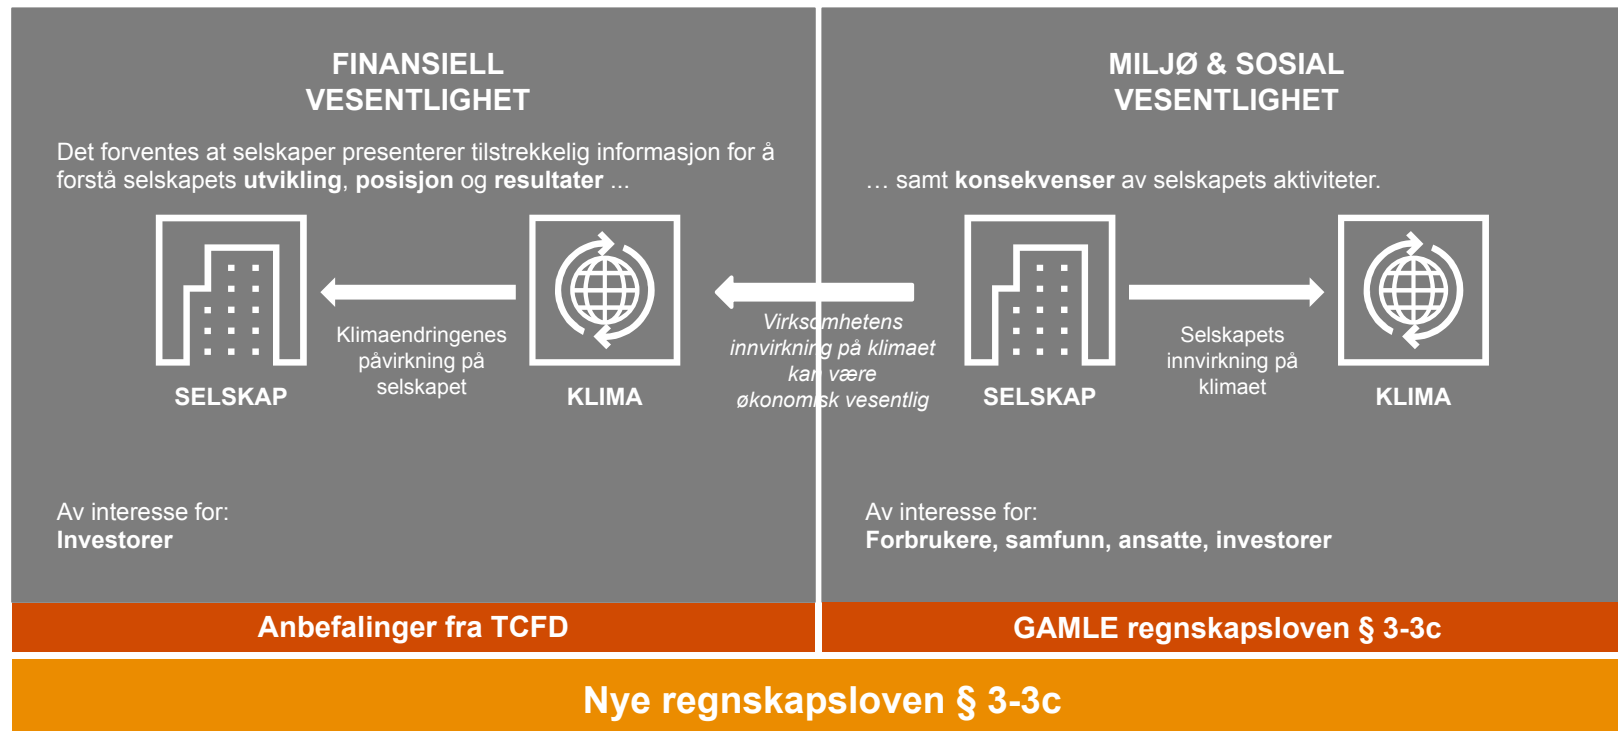 FINANSIELL
VESENTLIGHET
Det forventes at selskaper presenterer tilstrekkelig informasjon for å
forstå selskapets utvikling, posisjon og resultater ...
Klimaendringenes
påvirkning på
selskapet
SELSKAP
KLIMA
Av interesse for:
Investorer
Anbefalinger fra TCFD
Virksomhetens
innvirkning på klimaet
kan være
økonomisk vesentlig
MILJØ & SOSIAL
VESENTLIGHET
… samt konsekvenser av selskapets aktiviteter.
Selskapets
innvirkning på
klimaet
SELSKAP
KLIMA
Av interesse for:
Forbrukere, samfunn, ansatte, investorer
GAMLE regnskapsloven § 3-3c
Nye regnskapsloven § 3-3c